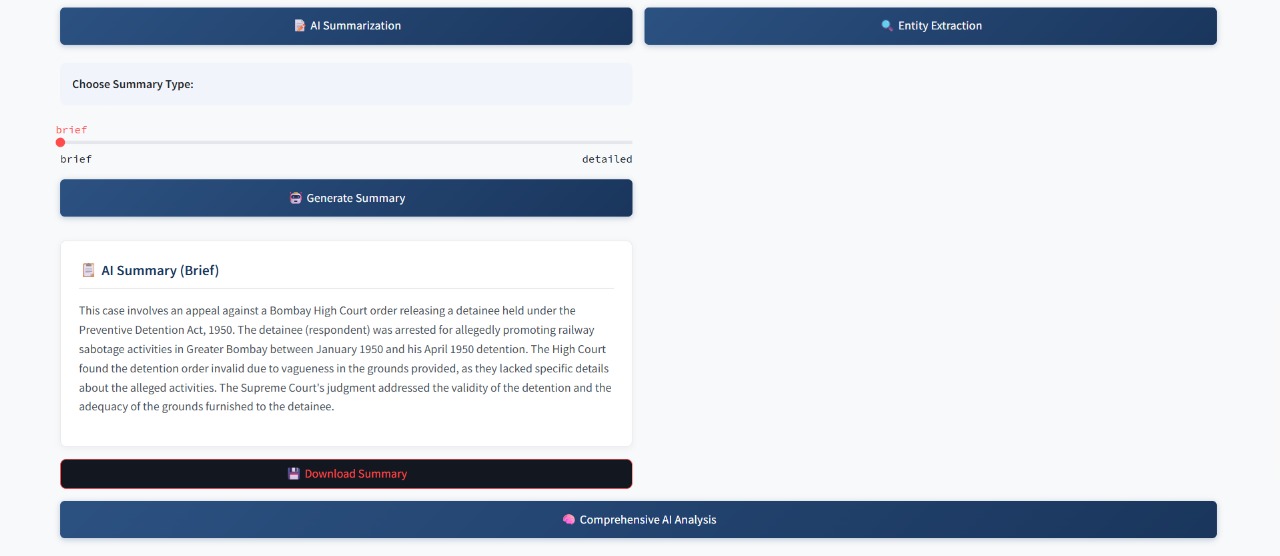 AI Summarization
Entity Extraction
Choose Summary Type:
brief
brief
detailed
Generate Summary
AI Summary (Brief)
This case involves an appeal against a Bombay High Court order releasing a detainee held under the
Preventive Detention Act, 1950. The detainee (respondent) was arrested for allegedly promoting railway
sabotage activities in Greater Bombay between January 1950 and his April 1950 detention. The High Court
found the detention order invalid due to vagueness in the grounds provided, as they lacked specific details
about the alleged activities. The Supreme Court's judgment addressed the validity of the detention and the
adequacy of the grounds furnished to the detainee.
Download Summary
Comprehensive AI Analysis